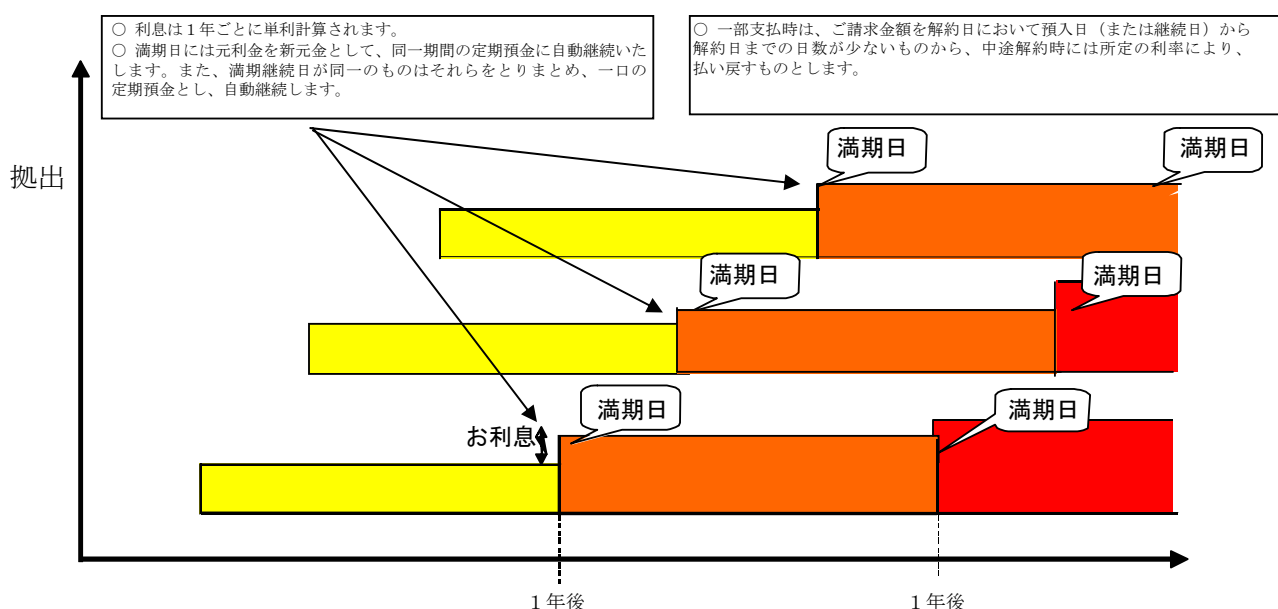 ○ 利息は１年ごとに単利計算されます。
○ 満期日には元利金を新元金として、同一期間の定期預金に自動継続いた
します。また、満期継続日が同一のものはそれらをとりまとめ、一口の
定期預金とし、自動継続します。
○ 一部支払時は、ご請求金額を解約日において預入日（または継続日）から
解約日までの日数が少ないものから、中途解約時には所定の利率により、
払い戻すものとします。
拠出
満期日
満期日
満期日
満期日
満期日
満期日
お利息
１年後
１年後